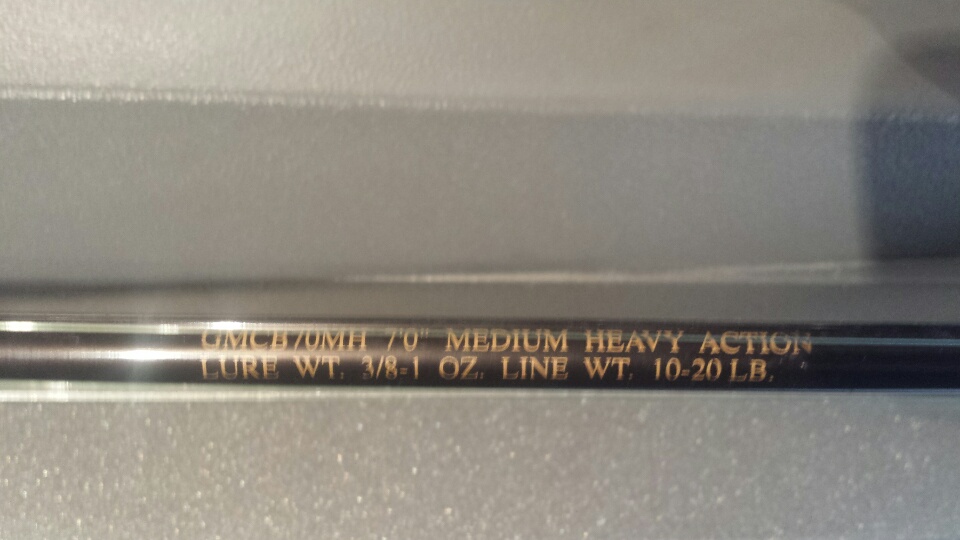 GMCB70MH 7'0" MEDIUM HEAVY ACTION
LURE WT. 3/8-1 OZ. LINE WT. 10-20 LB.